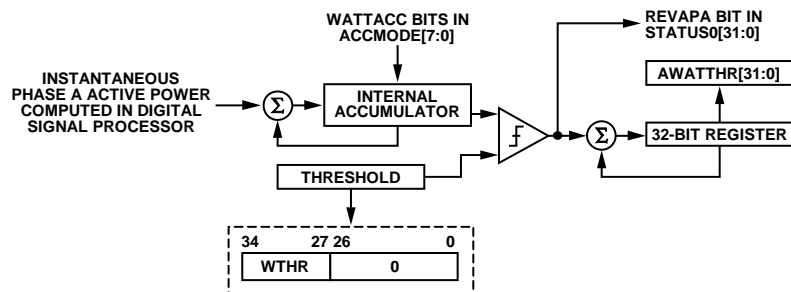 WATTACC BITS IN
ACCMODE[7:0]
REVAPA BIT IN
STATUS0[31:0]
INSTANTANEOUS
PHASE A ACTIVE POWER
COMPUTED IN DIGITAL
SIGNAL PROCESSOR
Σ
INTERNAL
ACCUMULATOR
AWATTHR[31:0]
Σ
32-BIT REGISTER
THRESHOLD
34 27 26 0
WTHR 0